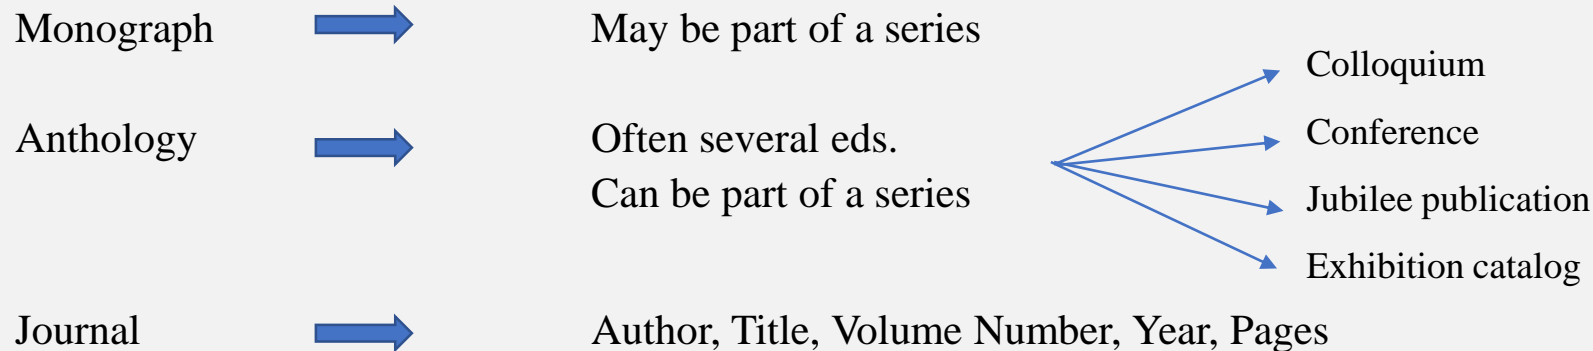 Monograph
May be part of a series
Anthology
Often several eds.
Can be part of a series
Colloquium
Conference
Jubilee publication
Exhibition catalog
Journal
Author, Title, Volume Number, Year, Pages